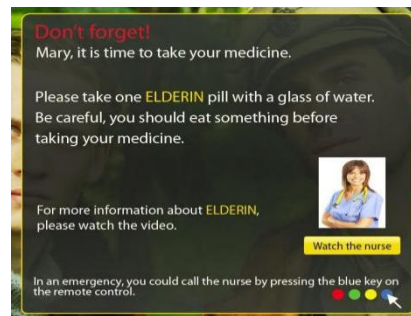 Don't forget!
Mary, it is time to take your medicine.
Please take one ELDERIN pill with a glass of water.
Be careful, you should eat something before
taking your medicine.
For more information about ELDERIN,
please watch the video.
Watch the nurse
In an emergency, you could call the nurse by pressing the blue key on
the remote control.